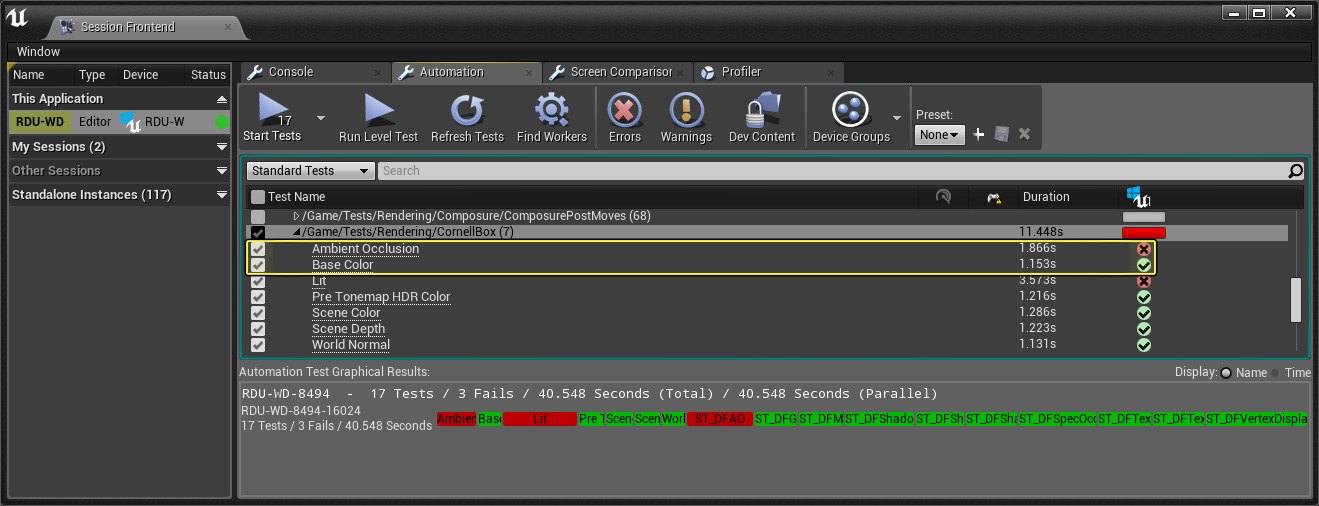 Session Frontend
Window
Name Type Device Status
This Application
RDU-WD Editor RDU-W
My Sessions (2)
Other Sessions
Standalone Instances (117)
Console Automation Screen Comparisor Profiler
17
Start Tests Run Level Test Refresh Tests Find Workers Errors Warnings Dev Content Device Groups
Preset:
None
Standard Tests Search
Test Name Duration
/Game/Tests/Rendering/Composure/ComposurePostMoves (68)
/Game/Tests/Rendering/CornellBox (7) 11.448s
Ambient Occlusion 1.866s
Base Color 1.153s
Lit 3.573s
Pre Tonemap HDR Color 1.216s
Scene Color 1.286s
Scene Depth 1.223s
World Normal 1.131s
Automation Test Graphical Results: Display: Name Time
RDU-WD-8494 - 17 Tests / 3 Fails / 40.548 Seconds (Total) / 40.548 Seconds (Parallel)
RDU-WD-8494-16024
17 Tests / 3 Fails / 40.548 Seconds
Ambien Base Lit Pre T Scen Scen Worl ST_DFAO ST_DFG ST_DFM ST_DFShado ST_DFSh ST_DFSha ST_DFSpecOcc ST_DFTex ST_DFTex ST_DFVertexDispla